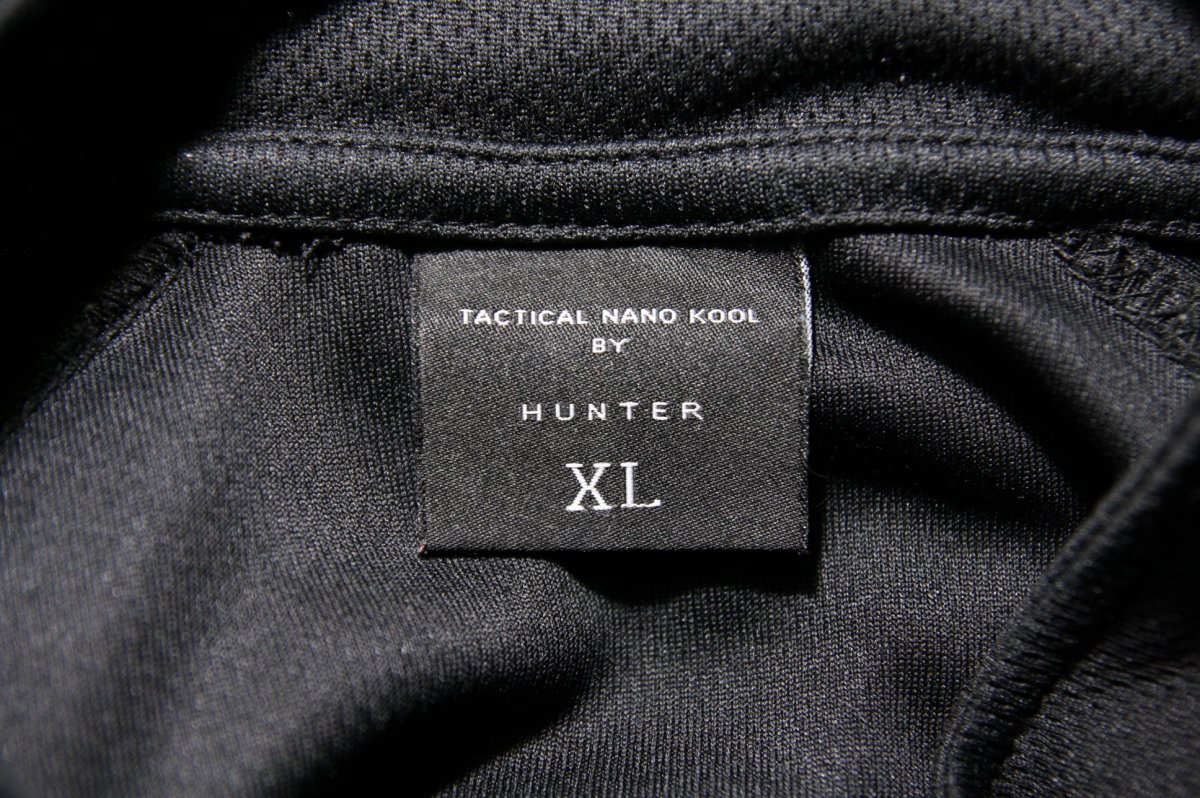 TACTICAL NANO KOOL
BY
HUNTER
XL